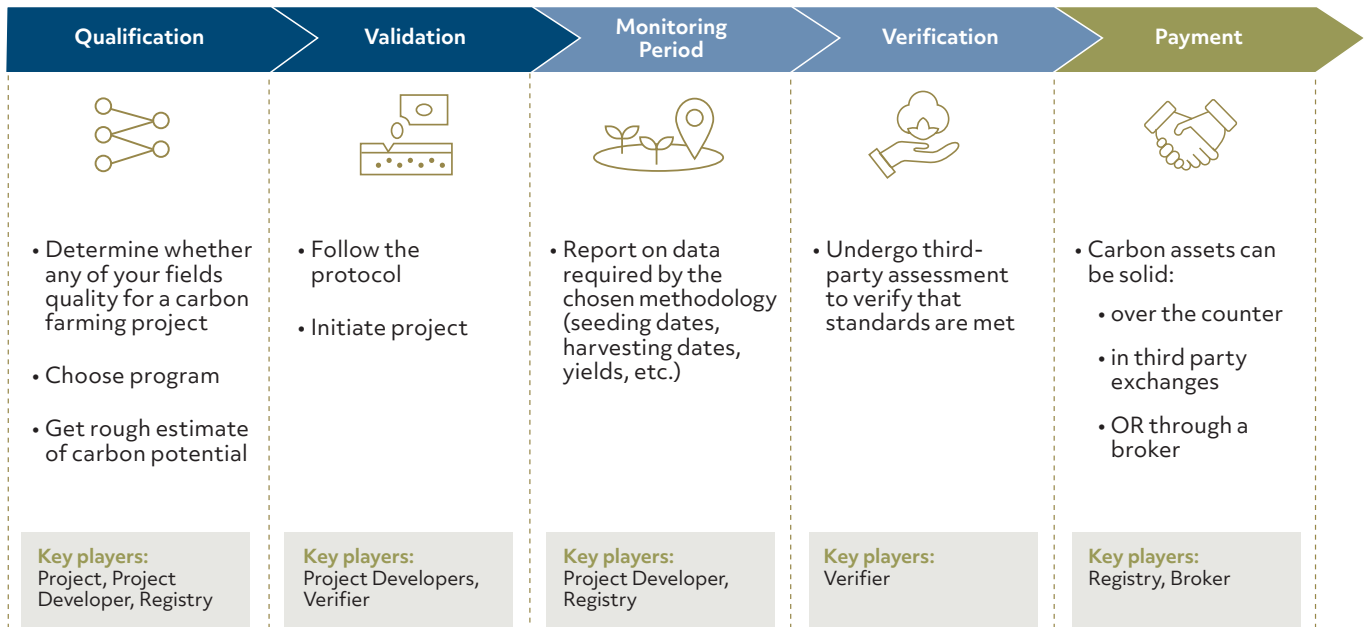 Qualification
Validation
Monitoring
Period
Verification
Payment
• Determine whether
any of your fields
quality for a carbon
farming project
• Choose program
• Get rough estimate
of carbon potential
Key players:
Project, Project
Developer, Registry
• Follow the
protocol
• Initiate project
Key players:
Project Developers,
Verifier
• Report on data
required by the
chosen methodology
(seeding dates,
harvesting dates,
yields, etc.)
Key players:
Project Developer,
Registry
• Undergo third-
party assessment
to verify that
standards are met
Key players:
Verifier
• Carbon assets can
be solid:
• over the counter
• in third party
exchanges
• OR through a
broker
Key players:
Registry, Broker